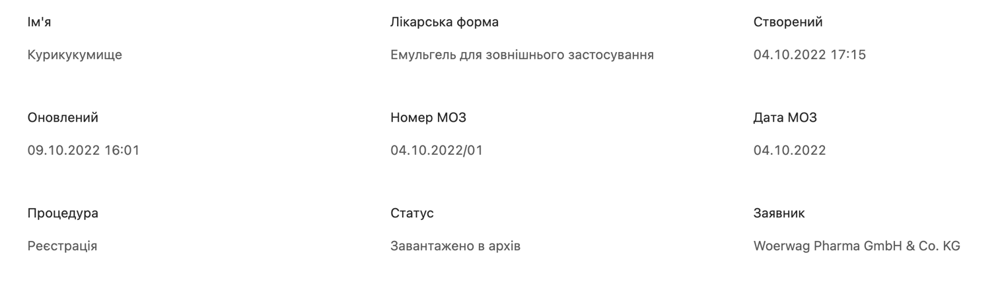 Ім'я
Лікарська форма
Створений
Курикукумище
Емульгель для зовнішнього застосування
04.10.2022 17:15
Оновлений
Номер МОЗ
Дата МОЗ
09.10.2022 16:01
04.10.2022/01
04.10.2022
Процедура
Статус
Заявник
Реєстрація
Завантажено в архів
Woerwag Pharma GmbH & Co. KG